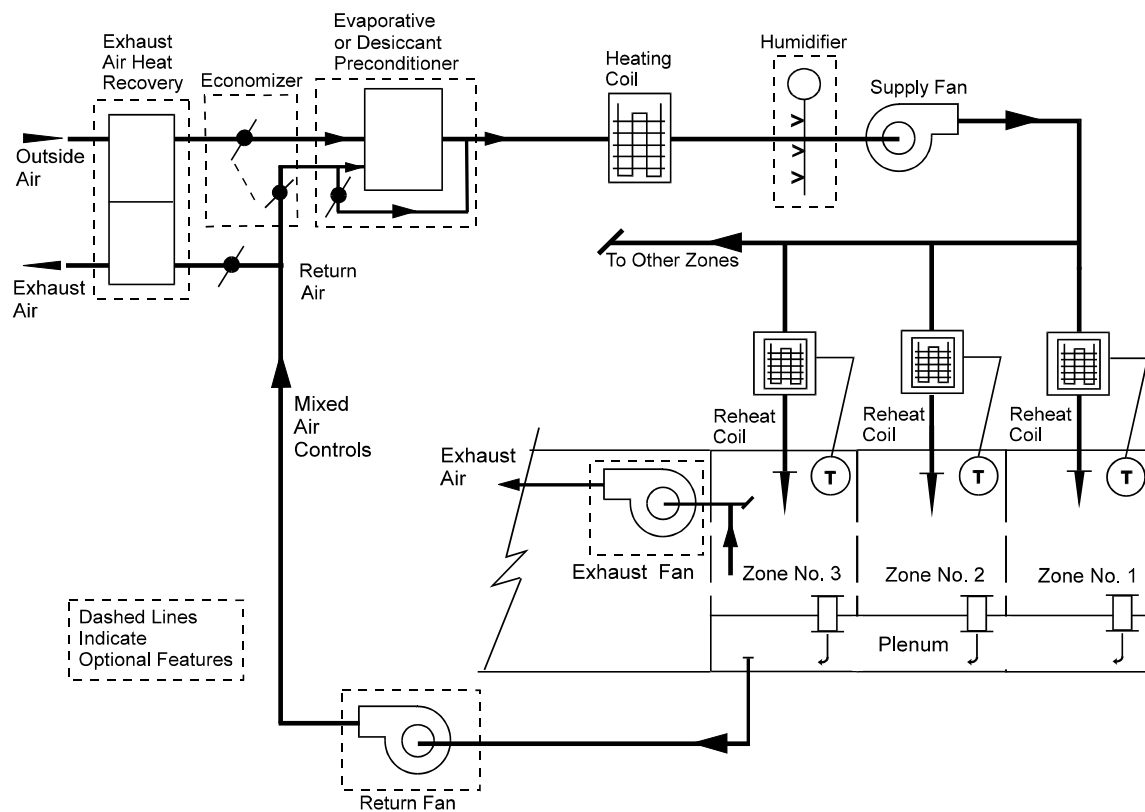 Exhaust
Air Heat
Recovery
Economizer
Evaporative
or Desiccant
Preconditioner
Heating
Coil
Humidifier
Supply Fan
Outside
Air
Exhaust
Air
Return
Air
To Other Zones
Mixed
Air
Controls
Reheat
Coil
Reheat
Coil
Reheat
Coil
Exhaust
Air
T
T
T
Exhaust Fan
Zone No. 3
Zone No. 2
Zone No. 1
Dashed Lines
Indicate
Optional Features
Plenum
Return Fan